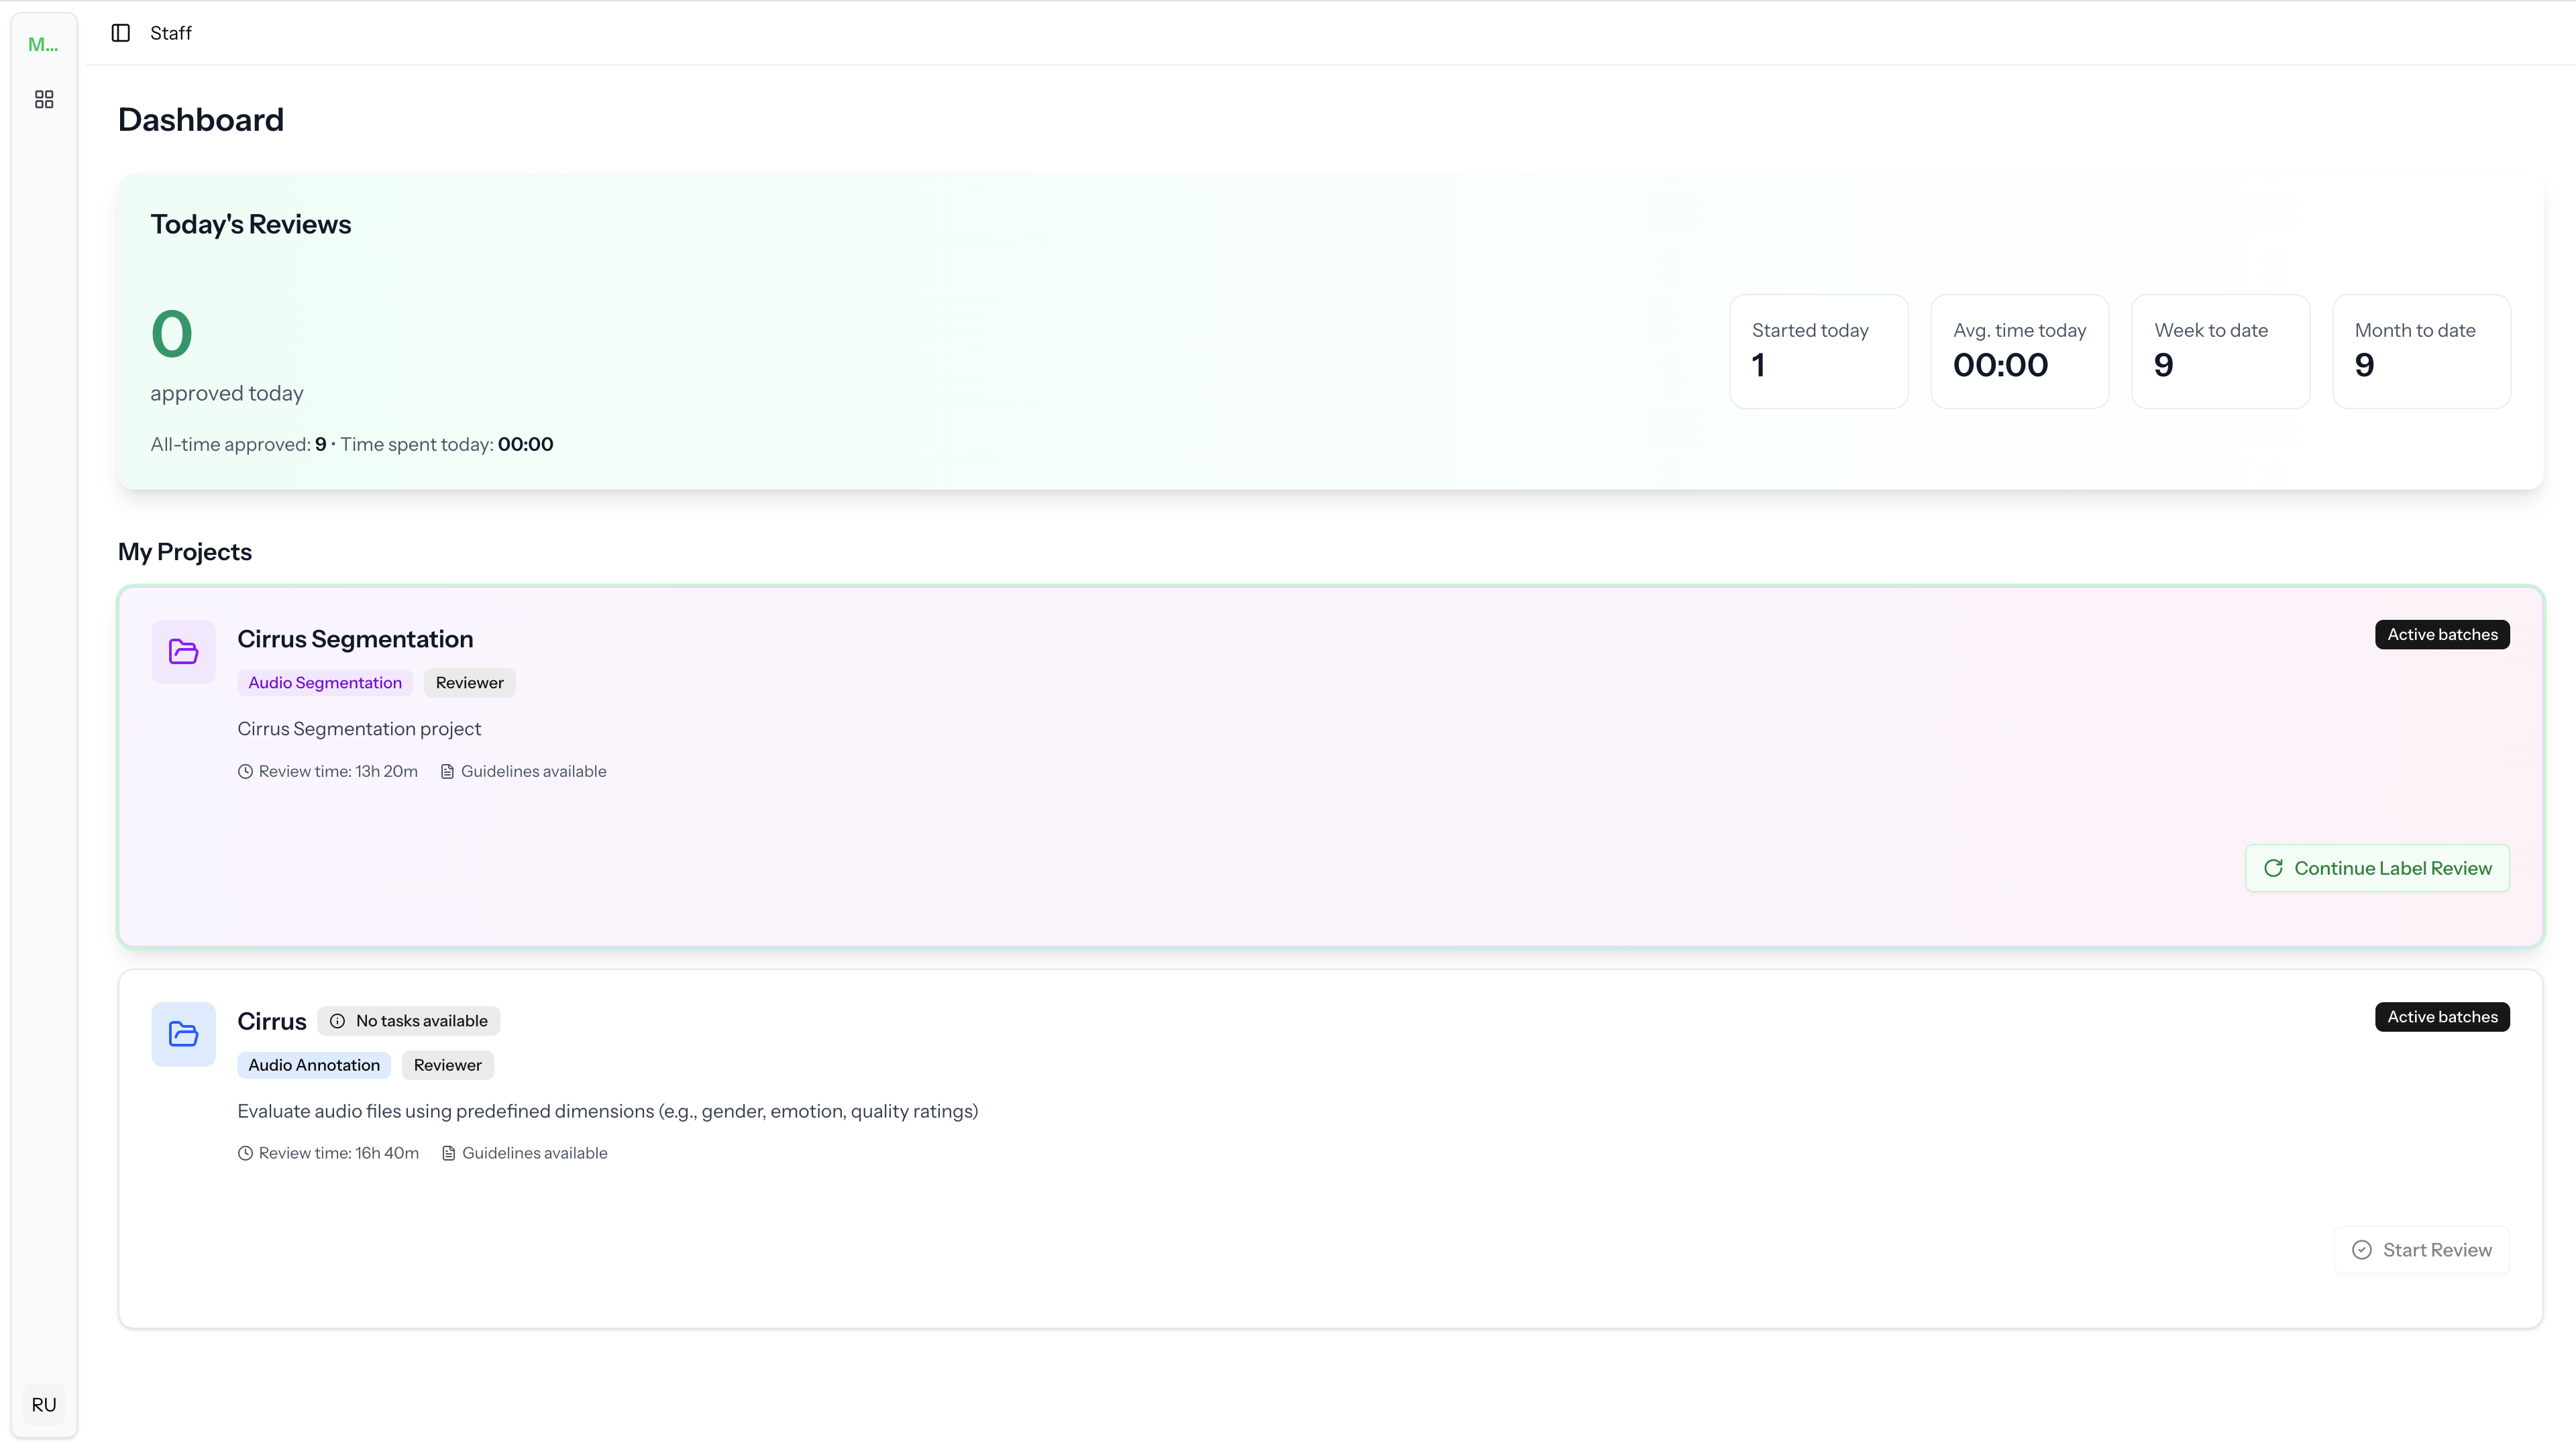 M...
Staff
Dashboard
Today's Reviews
0
approved today
All-time approved: 9 · Time spent today: 00:00
Started today
1
Avg. time today
00:00
Week to date
9
Month to date
9
My Projects
Cirrus Segmentation
Active batches
Audio Segmentation Reviewer
Cirrus Segmentation project
Review time: 13h 20m Guidelines available
Continue Label Review
Cirrus No tasks available
Active batches
Audio Annotation Reviewer
Evaluate audio files using predefined dimensions (e.g., gender, emotion, quality ratings)
Review time: 16h 40m Guidelines available
Start Review
RU